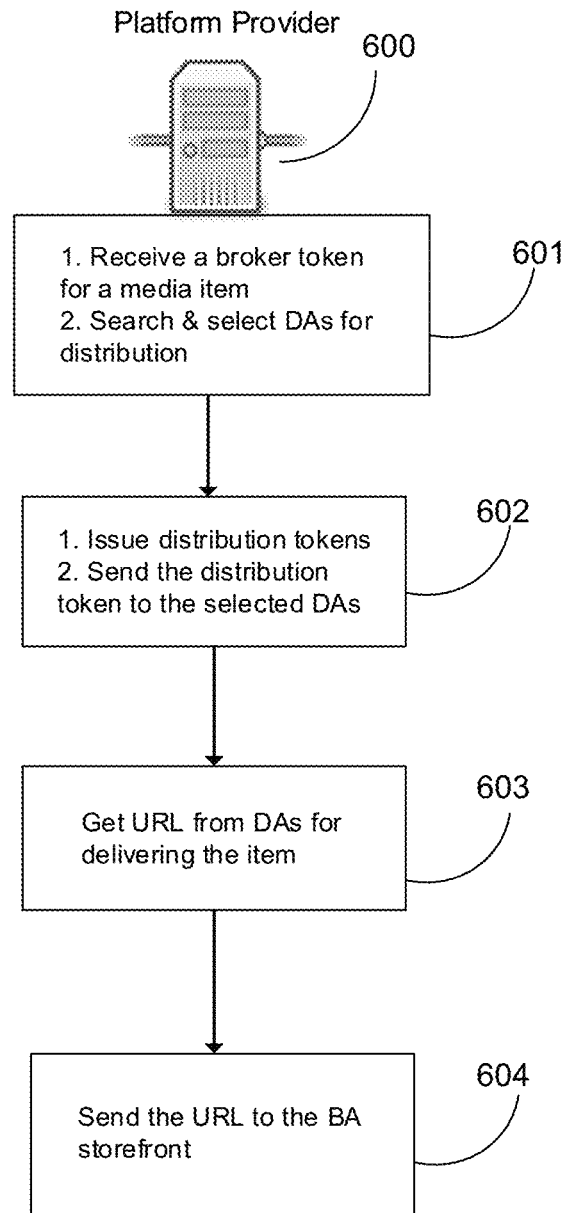 Platform Provider
600
1. Receive a broker token
for a media item
2. Search & select DAs for
distribution
601
1. Issue distribution tokens
2. Send the distribution
token to the selected DAs
602
Get URL from DAs for
delivering the item
603
Send the URL to the BA
storefront
604